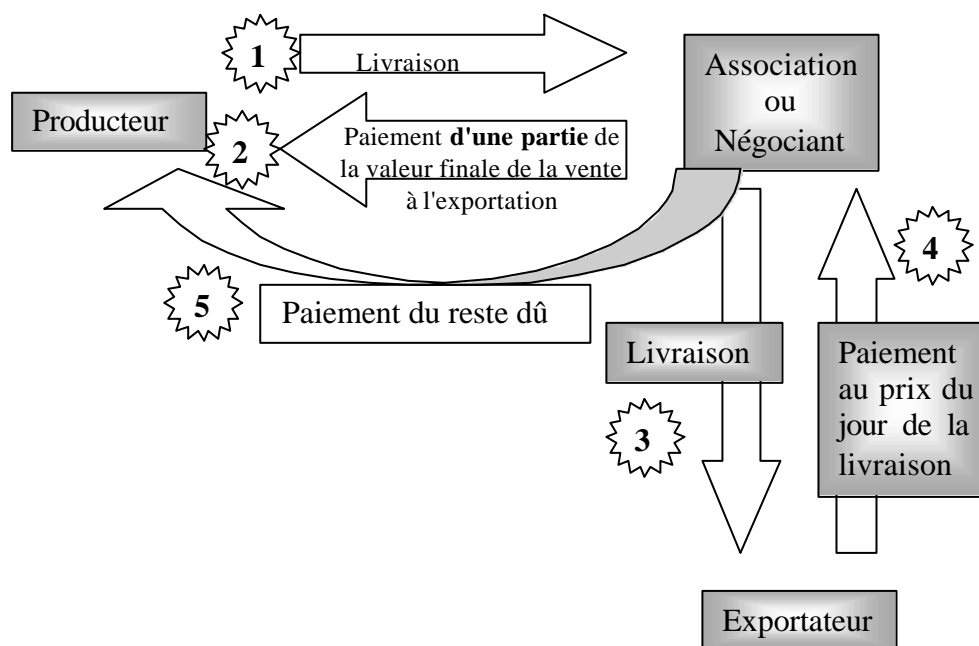 1
Livraison
Association
ou
Négociant
Producteur
2
Paiement d'une partie de
la valeur finale de la vente
à l'exportation
4
5
Paiement du reste dû
Livraison
3
Paiement
au prix du
jour de la
livraison
Exportateur